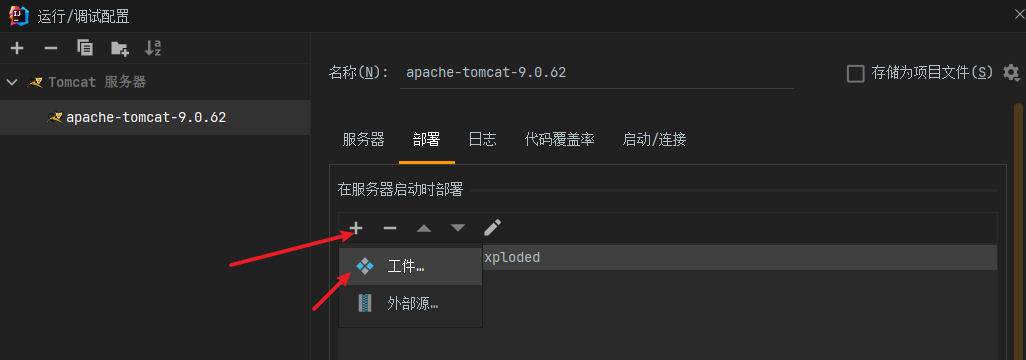 运行/调试配置
Tomcat 服务器
apache-tomcat-9.0.62
名称(N): apache-tomcat-9.0.62
存储为项目文件(S)
服务器 部署 日志 代码覆盖率 启动/连接
在服务器启动时部署
xploded
工件…
外部源…